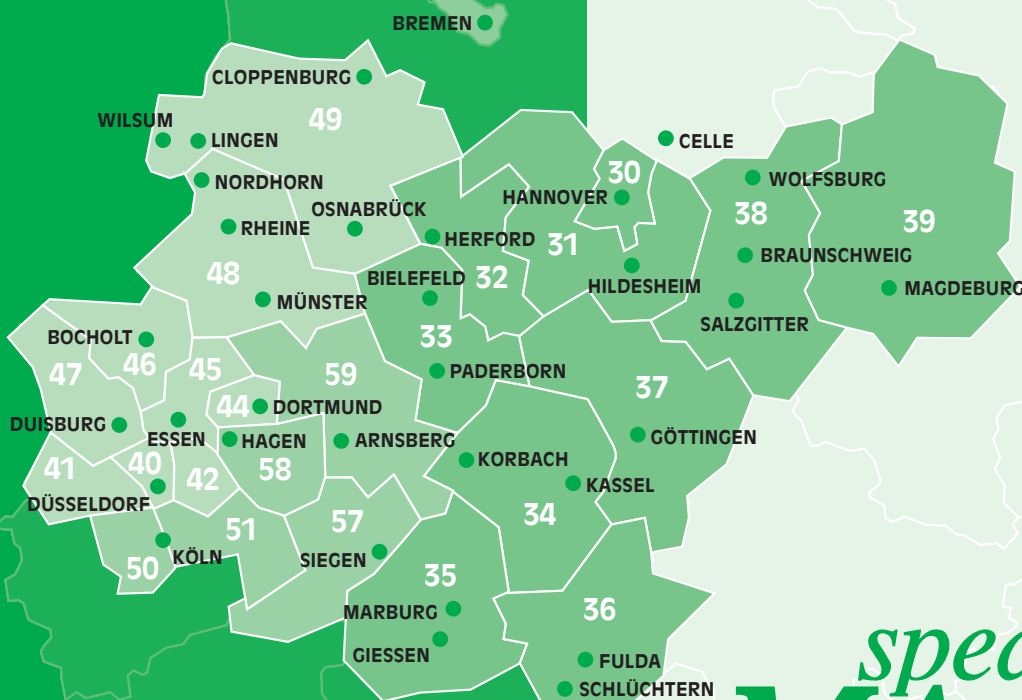 BREMEN
CLOPPENBURG
49
WILSUM
LINGEN
CELLE
30
NORDHORN
WOLFSBURG
HANNOVER
OSNABRÜCK
38
39
RHEINE
HERFORD
31
BRAUNSCHWEIG
48
BIELEFELD
32
HILDESHEIM
MAGDEBURG
MÜNSTER
SALZGITTER
BOCHOLT
33
46
45
47
59
PADERBORN
37
44
DORTMUND
DUISBURG
ESSEN
HAGEN
ARNSBERG
GÖTTINGEN
40
41
58
KORBACH
42
KASSEL
DÜSSELDORF
34
57
51
KÖLN
SIEGEN
50
35
MARBURG
36
GIESSEN
FULDA
SCHLÜCHTERN
spec